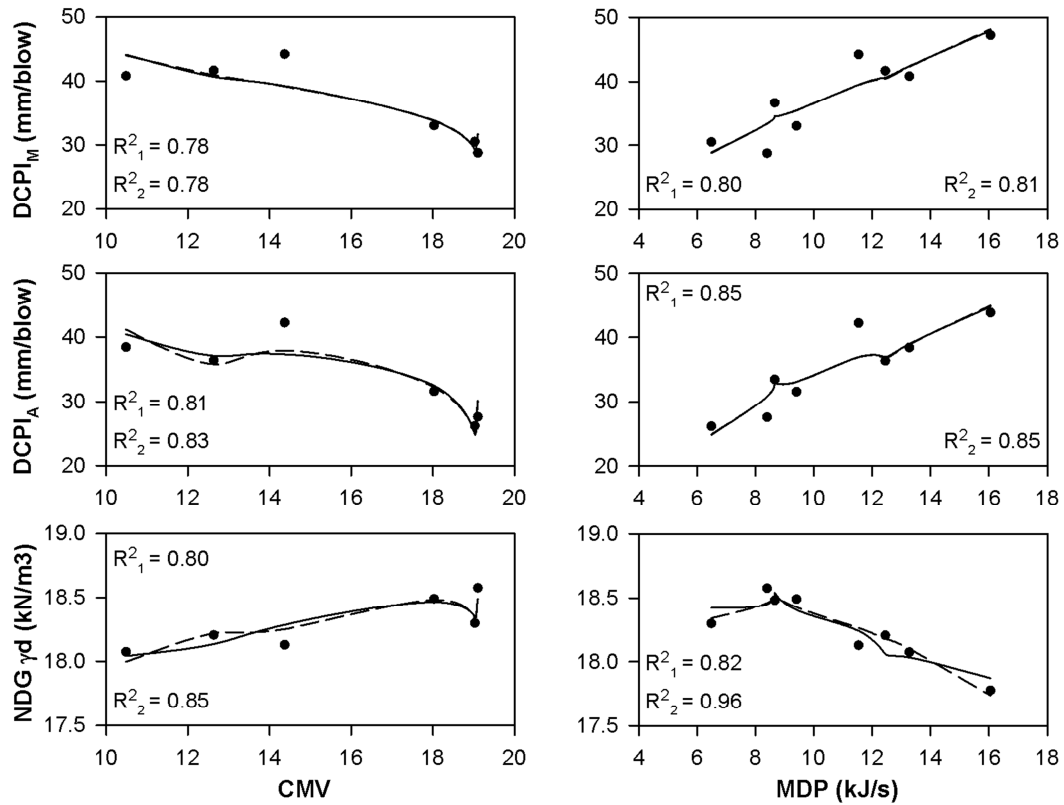 DCPI_M (mm/blow)
50
40
30
20
R²₁ = 0.78
R²₂ = 0.78
10 12 14 16 18 20
50
40
30
20
R²₁ = 0.80 R²₂ = 0.81
4 6 8 10 12 14 16 18
DCPI_A (mm/blow)
50
40
30
20
R²₁ = 0.81
R²₂ = 0.83
10 12 14 16 18 20
50
40
30
20
R²₁ = 0.85
R²₂ = 0.85
4 6 8 10 12 14 16 18
NDG γd (kN/m3)
19.0
18.5
18.0
17.5
R²₁ = 0.80
R²₂ = 0.85
10 12 14 16 18 20
CMV
19.0
18.5
18.0
17.5
R²₁ = 0.82
R²₂ = 0.96
4 6 8 10 12 14 16 18
MDP (kJ/s)